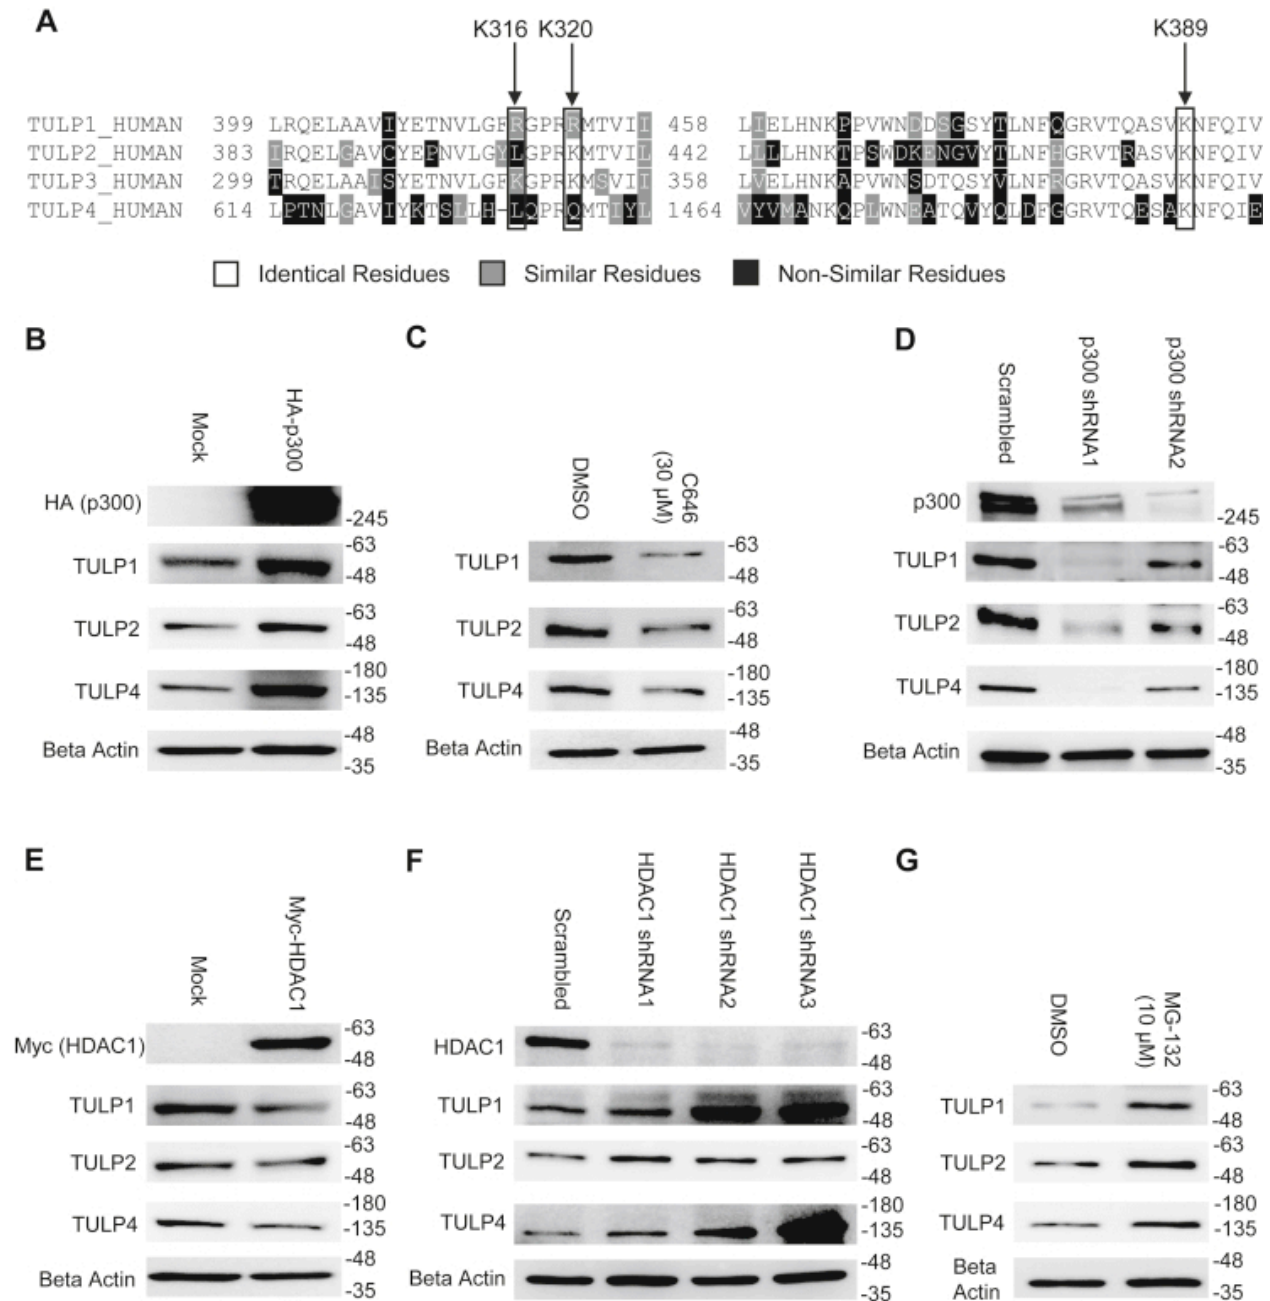 A
K316 K320 K389
TULP1_HUMAN 399 LRQELAAVIYETNVLGFRGPRRMTVII 458 LIELHNKPPVWNDDSGSYTLNFQGRVTQASVKNFQIV
TULP2_HUMAN 383 IRQELGAVCYEPNVLGYLGPRKMTVIL 442 LILLHNKTPSWDKENGVYTLNFHGRVTRASVKNFQIV
TULP3_HUMAN 299 TRQELAAISYETNVLGFKGPRKMSVII 358 LVELHNKAPVWNSDTQSYVLNFRGRVTQASVKNFQIV
TULP4_HUMAN 614 LPTNLGAVIYKTSLLH-LQPRQMTIYL 1464 VYVMANKQPLWNEATQVYQLDFGGRVTQESAKNFQIE
Identical Residues Similar Residues Non-Similar Residues
B
Mock
HA-p300
HA (p300) -245
TULP1 -63
-48
TULP2 -63
-48
TULP4 -180
-135
Beta Actin -48
-35
C
DMSO
C646
(30 µM)
TULP1 -63
-48
TULP2 -63
-48
TULP4 -180
-135
Beta Actin -48
-35
D
Scrambled
p300 shRNA1
p300 shRNA2
p300 -245
TULP1 -63
-48
TULP2 -63
-48
TULP4 -180
-135
Beta Actin -48
-35
E
Mock
Myc-HDAC1
Myc (HDAC1) -63
-48
TULP1 -63
-48
TULP2 -63
-48
TULP4 -180
-135
Beta Actin -48
-35
F
Scrambled
HDAC1 shRNA1
HDAC1 shRNA2
HDAC1 shRNA3
HDAC1 -63
-48
TULP1 -63
-48
TULP2 -63
-48
TULP4 -180
-135
Beta Actin -48
-35
G
DMSO
MG-132
(10 µM)
TULP1 -63
-48
TULP2 -63
-48
TULP4 -180
-135
Beta
Actin -48
-35